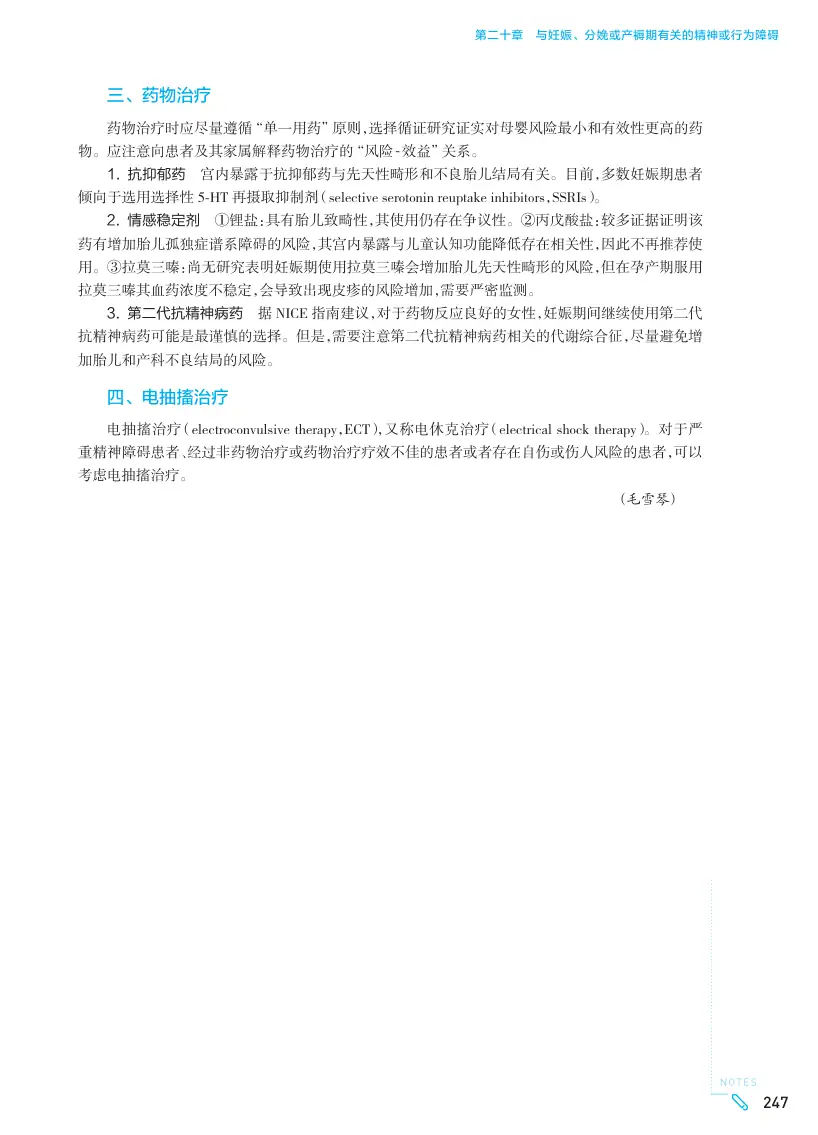 第二十章　与妊娠、分娩或产褥期有关的精神或行为障碍
三、药物治疗
药物治疗时应尽量遵循“单一用药”原则,选择循证研究证实对母婴风险最小和有效性更高的药
物。应注意向患者及其家属解释药物治疗的“风险-效益”关系。
1. 抗抑郁药　宫内暴露于抗抑郁药与先天性畸形和不良胎儿结局有关。目前,多数妊娠期患者
倾向于选用选择性 5-HT 再摄取抑制剂(selective serotonin reuptake inhibitors,SSRIs)。
2. 情感稳定剂　①锂盐:具有胎儿致畸性,其使用仍存在争议性。②丙戊酸盐:较多证据证明该
药有增加胎儿孤独症谱系障碍的风险,其宫内暴露与儿童认知功能降低存在相关性,因此不再推荐使
用。③拉莫三嗪:尚无研究表明妊娠期使用拉莫三嗪会增加胎儿先天性畸形的风险,但在孕产期服用
拉莫三嗪其血药浓度不稳定,会导致出现皮疹的风险增加,需要严密监测。
3. 第二代抗精神病药　据 NICE 指南建议,对于药物反应良好的女性,妊娠期间继续使用第二代
抗精神病药可能是最谨慎的选择。但是,需要注意第二代抗精神病药相关的代谢综合征,尽量避免增
加胎儿和产科不良结局的风险。
四、电抽搐治疗
电抽搐治疗(electroconvulsive therapy,ECT),又称电休克治疗(electrical shock therapy)。对于严
重精神障碍患者、经过非药物治疗或药物治疗疗效不佳的患者或者存在自伤或伤人风险的患者,可以
考虑电抽搐治疗。
(毛雪琴)
NOTES
247